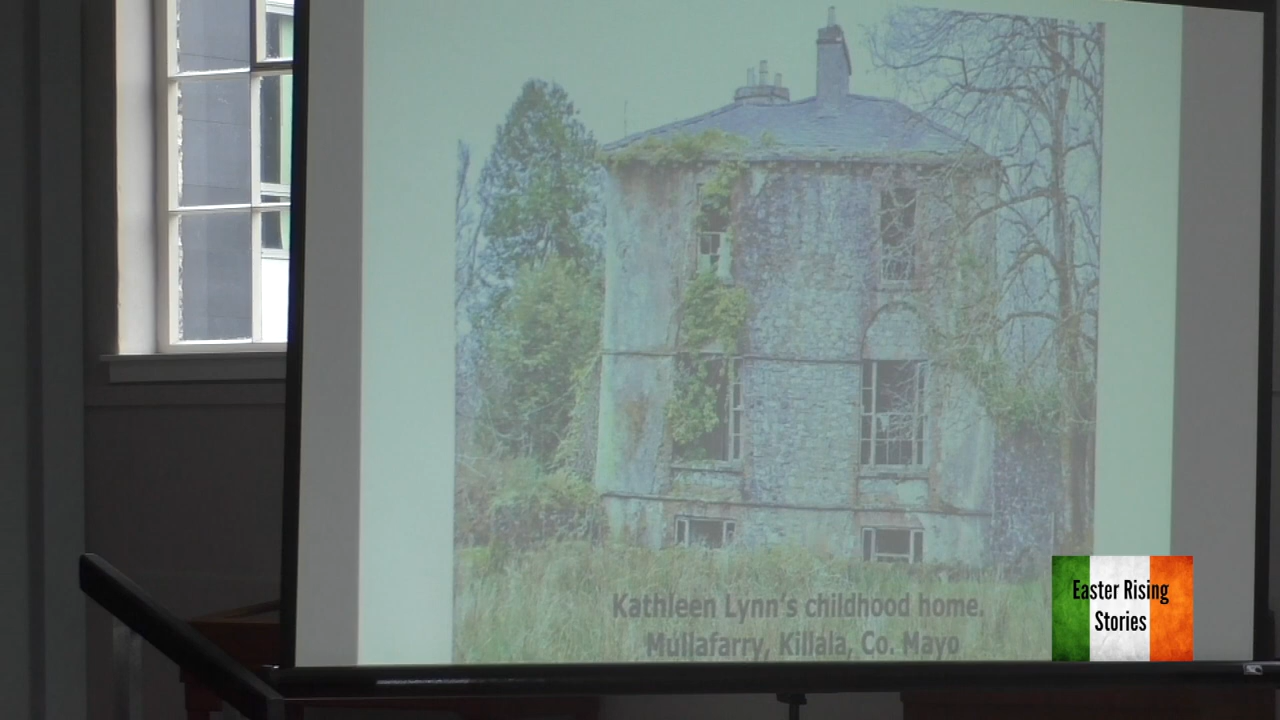 Kathleen Lynn's childhood home.
Mullafarry, Killala, Co. Mayo
Easter Rising
Stories